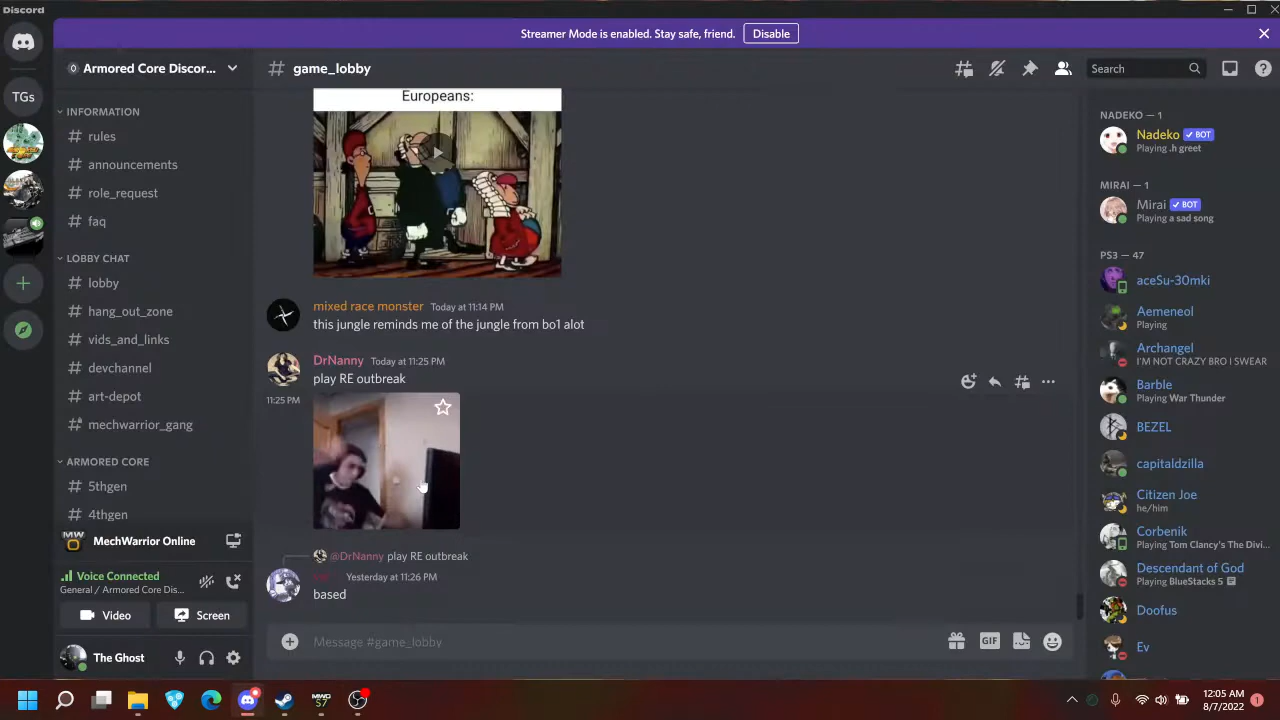 Discord
Streamer Mode is enabled. Stay safe, friend.
Disable
Armored Core Discor...
game_lobby
Search
TGs
INFORMATION
rules
announcements
role_request
faq
LOBBY CHAT
lobby
hang_out_zone
vids_and_links
devchannel
art-depot
mechwarrior_gang
ARMORED CORE
5thgen
4thgen
MechWarrior Online
Voice Connected
General / Armored Core Dis...
Video
Screen
The Ghost
Europeans:
mixed race monster Today at 11:14 PM
this jungle reminds me of the jungle from bo1 alot
DrNanny Today at 11:25 PM
play RE outbreak
11:25 PM
@DrNanny play RE outbreak
Yesterday at 11:26 PM
based
Message #game_lobby
GIF
NADEKO — 1
Nadeko BOT
Playing .h greet
MIRAI — 1
Mirai BOT
Playing a sad song
PS3 — 47
aceSu-30mki
Aemeneol
Playing
Archangel
I'M NOT CRAZY BRO I SWEAR
Barble
Playing War Thunder
BEZEL
capitaldzilla
Citizen Joe
he/him
Corbenik
Playing Tom Clancy's The Divi...
Descendant of God
Playing BlueStacks 5
Doofus
Ev
12:05 AM
8/7/2022
1